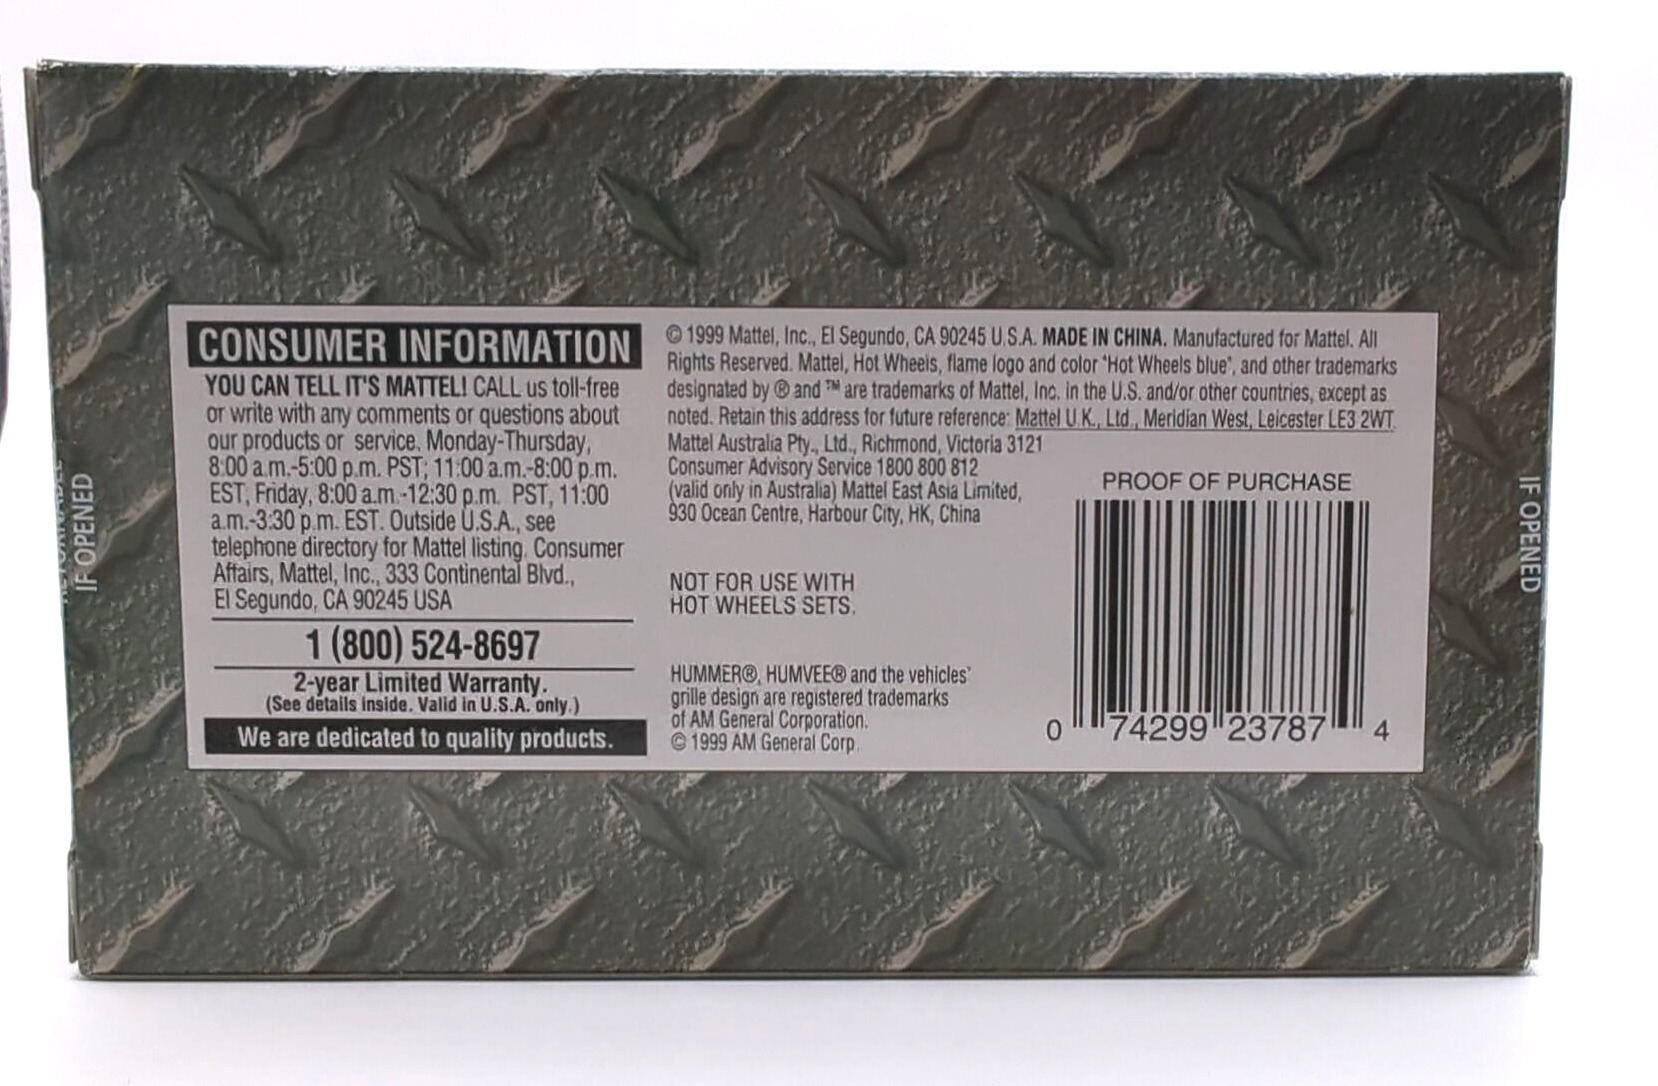 CONSUMER INFORMATION
YOU CAN TELL IT'S MATTEL! CALL us toll-free
or write with any comments or questions about
our products or service. Monday-Thursday,
8:00 a.m.-5:00 p.m. PST; 11:00 a.m.-8:00 p.m.
EST, Friday, 8:00 a.m.-12:30 p.m. PST, 11:00
a.m.-3:30 p.m. EST. Outside U.S.A., see
telephone directory for Mattel listing. Consumer
Affairs, Mattel, Inc., 333 Continental Blvd.,
El Segundo, CA 90245 USA
1 (800) 524-8697
2-year Limited Warranty.
(See details inside. Valid in U.S.A. only.)
We are dedicated to quality products.
© 1999 Mattel, Inc., El Segundo, CA 90245 U.S.A. MADE IN CHINA. Manufactured for Mattel. All
Rights Reserved. Mattel, Hot Wheels, flame logo and color "Hot Wheels blue", and other trademarks
designated by ® and ™ are trademarks of Mattel, Inc. in the U.S. and/or other countries, except as
noted. Retain this address for future reference: Mattel U.K., Ltd., Meridian West, Leicester LE3 2WT.
Mattel Australia Pty., Ltd., Richmond, Victoria 3121
Consumer Advisory Service 1800 800 812
(valid only in Australia) Mattel East Asia Limited,
930 Ocean Centre, Harbour City, HK, China
NOT FOR USE WITH
HOT WHEELS SETS.
HUMMER®, HUMVEE® and the vehicles'
grille design are registered trademarks
of AM General Corporation.
© 1999 AM General Corp.
PROOF OF PURCHASE
0 74299 23787 4
IF OPENED
IF OPENED